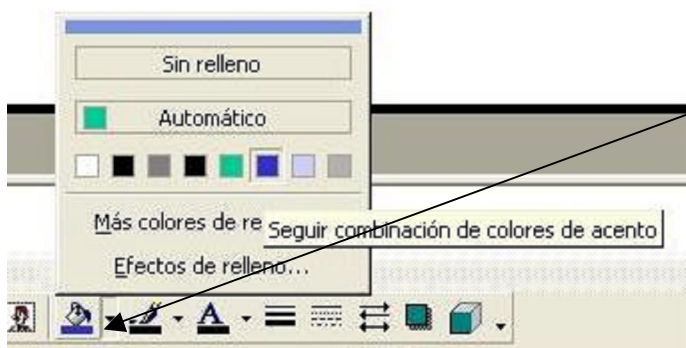 Sin relleno
Automático
Más colores de re
Seguir combinación de colores de acento
Efectos de relleno...
A